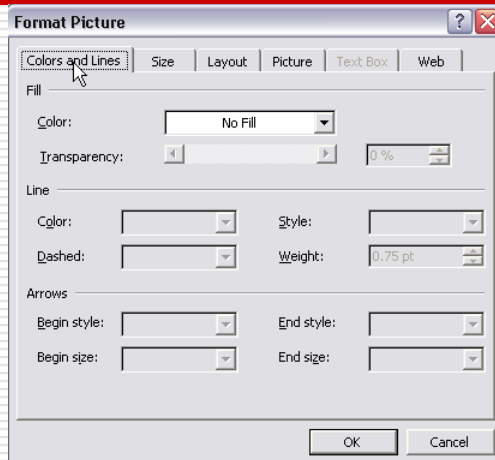 Format Picture
Colors and Lines Size Layout Picture Text Box Web
Fill
Color: No Fill
Transparency: 0 %
Line
Color: Style:
Dashed: Weight: 0.75 pt
Arrows
Begin style: End style:
Begin size: End size:
OK Cancel